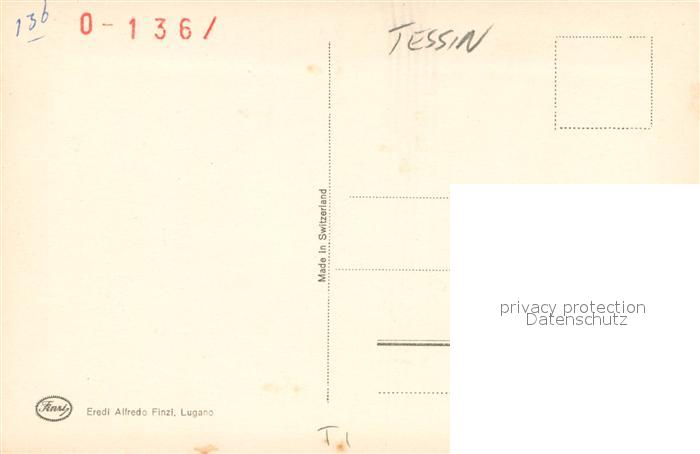 136
0-136/
TESSIN
Made in Switzerland
privacy protection
Datenschutz
Finzi
Eredi Alfredo Finzi, Lugano
TI